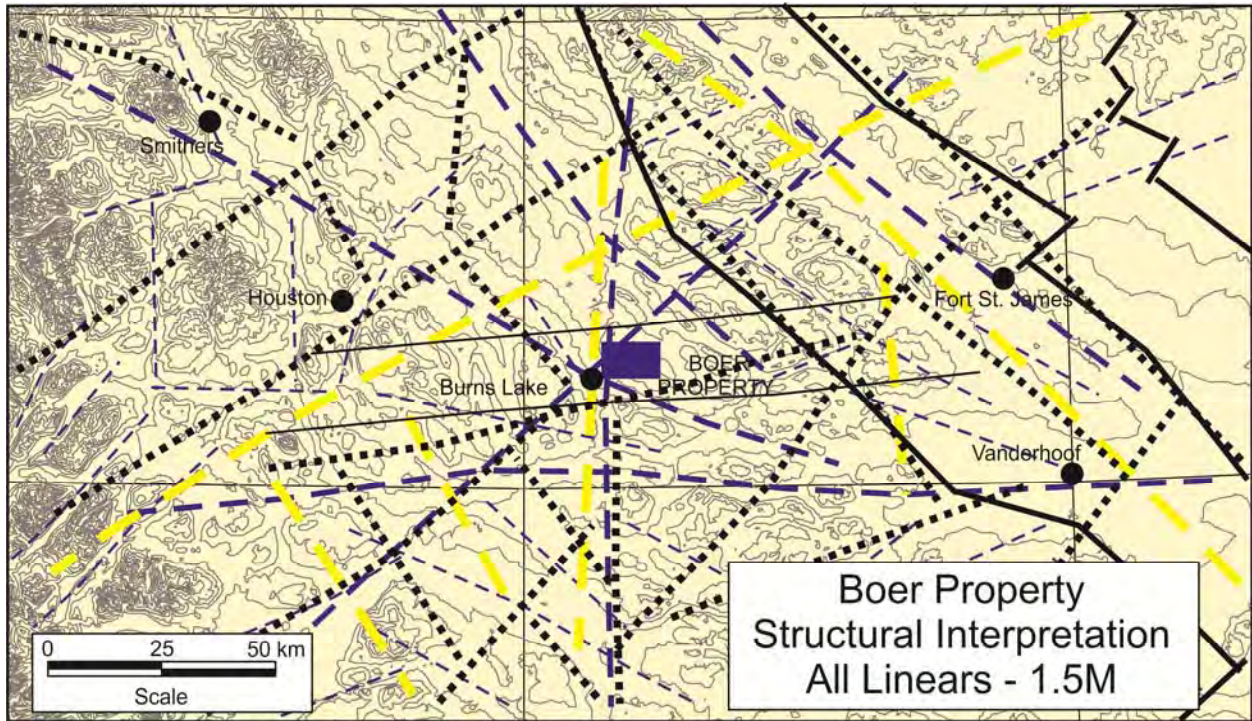 Smithers
Houston
Fort St. James
Burns Lake
BOER
PROPERTY
Vanderhoof
0 25 50 km
Scale
Boer Property
Structural Interpretation
All Linears - 1.5M